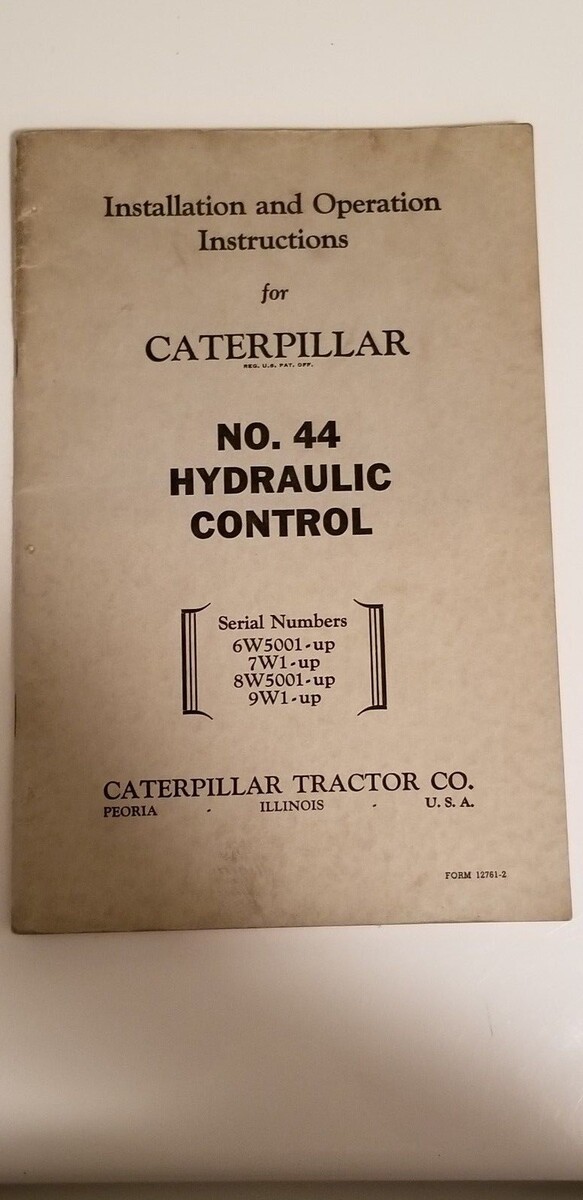 Installation and Operation
Instructions
for
CATERPILLAR
REG. U.S. PAT. OFF.
NO. 44
HYDRAULIC
CONTROL
Serial Numbers
6W5001-up
7W1-up
8W5001-up
9W1-up
CATERPILLAR TRACTOR CO.
PEORIA - ILLINOIS - U. S. A.
FORM 12761-2